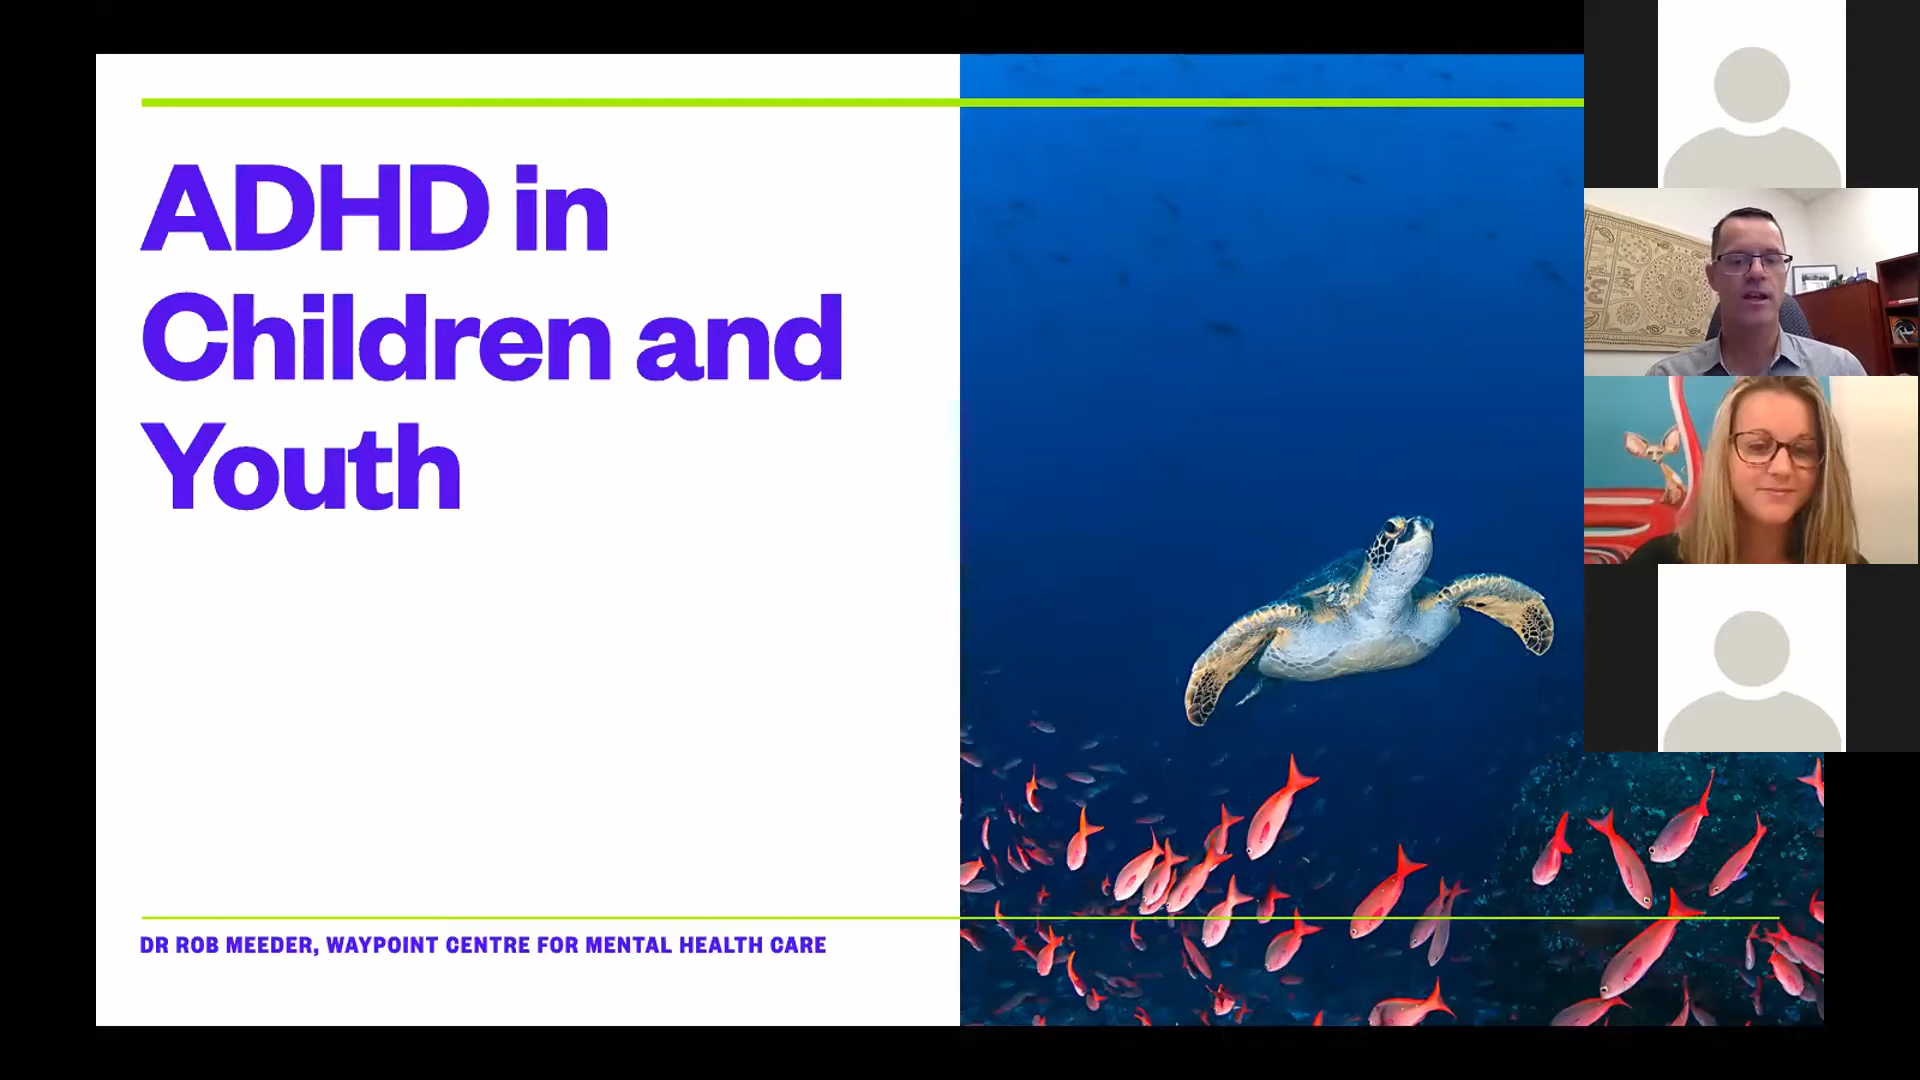 ADHD in
Children and
Youth
DR ROB MEEDER, WAYPOINT CENTRE FOR MENTAL HEALTH CARE